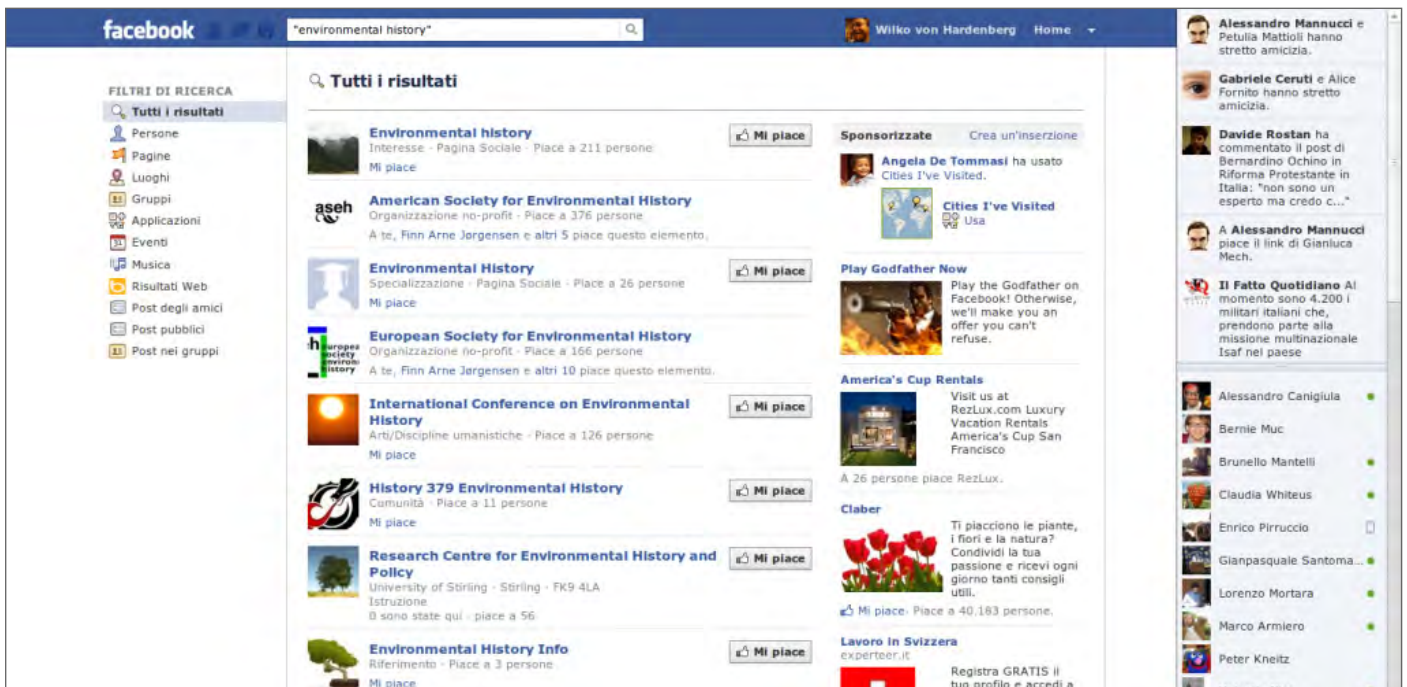 facebook
"environmental history"
Wilko von Hardenberg Home
FILTRI DI RICERCA
Tutti i risultati
Persone
Pagine
Luoghi
Gruppi
Applicazioni
Eventi
Musica
Risultati Web
Post degli amici
Post pubblici
Post nei gruppi
Tutti i risultati
Environmental history
Interesse · Pagina Sociale · Piace a 211 persone
Mi piace
Mi piace
aseh
American Society for Environmental History
Organizzazione no-profit · Piace a 376 persone
A te, Finn Arne Jørgensen e altri 5 piace questo elemento.
Environmental History
Specializzazione · Pagina Sociale · Piace a 26 persone
Mi piace
Mi piace
h europea
society
environ
history
European Society for Environmental History
Organizzazione no-profit · Piace a 166 persone
A te, Finn Arne Jørgensen e altri 10 piace questo elemento.
International Conference on Environmental
History
Arti/Discipline umanistiche · Piace a 126 persone
Mi piace
Mi piace
History 379 Environmental History
Comunità · Piace a 11 persone
Mi piace
Mi piace
Research Centre for Environmental History and
Policy
University of Stirling · Stirling · FK9 4LA
Istruzione
0 sono state qui · piace a 56
Mi piace
Environmental History Info
Riferimento · Piace a 3 persone
Mi piace
Mi piace
Sponsorizzate Crea un'inserzione
Angela De Tommasi ha usato
Cities I've Visited.
Cities I've Visited
Usa
Play Godfather Now
Play the Godfather on
Facebook! Otherwise,
we'll make you an
offer you can't
refuse.
America's Cup Rentals
Visit us at
RezLux.com Luxury
Vacation Rentals
America's Cup San
Francisco
A 26 persone piace RezLux.
Claber
Ti piacciono le piante,
i fiori e la natura?
Condividi la tua
passione e ricevi ogni
giorno tanti consigli
utili.
Mi piace · Piace a 40.183 persone.
Lavoro in Svizzera
experteer.it
Registra GRATIS il
tuo profilo e accedi a
Alessandro Mannucci e
Petulia Mattioli hanno
stretto amicizia.
Gabriele Ceruti e Alice
Fornito hanno stretto
amicizia.
Davide Rostan ha
commentato il post di
Bernardino Ochino in
Riforma Protestante in
Italia: "non sono un
esperto ma credo c..."
A Alessandro Mannucci
piace il link di Gianluca
Mech.
Il Fatto Quotidiano Al
momento sono 4.200 i
militari italiani che,
prendono parte alla
missione multinazionale
Isaf nel paese
Alessandro Canigiula
Bernie Muc
Brunello Mantelli
Claudia Whiteus
Enrico Pirruccio
Gianpasquale Santoma...
Lorenzo Mortara
Marco Armiero
Peter Kneitz